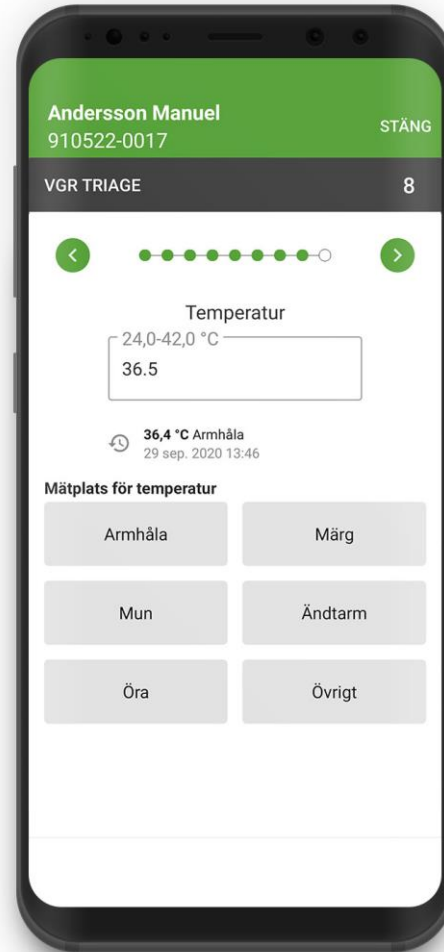 Andersson Manuel
910522-0017
STÄNG
VGR TRIAGE 8
Temperatur
24,0-42,0 °C
36.5
36,4 °C Armhåla
29 sep. 2020 13:46
Mätplats för temperatur
Armhåla Märg
Mun Ändtarm
Öra Övrigt